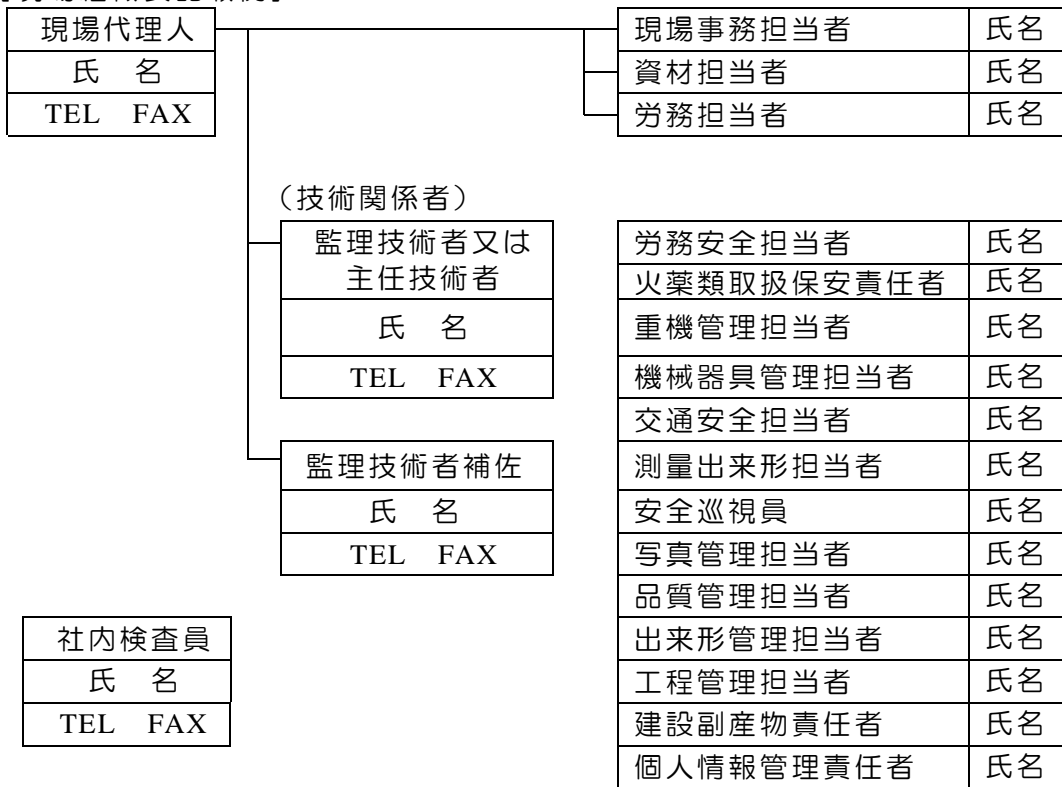 現場代理人
氏 名
TEL FAX
現場事務担当者 氏名
資材担当者 氏名
労務担当者 氏名
（技術関係者）
監理技術者又は
主任技術者
氏 名
TEL FAX
監理技術者補佐
氏 名
TEL FAX
労務安全担当者 氏名
火薬類取扱保安責任者 氏名
重機管理担当者 氏名
機械器具管理担当者 氏名
交通安全担当者 氏名
測量出来形担当者 氏名
安全巡視員 氏名
写真管理担当者 氏名
品質管理担当者 氏名
出来形管理担当者 氏名
工程管理担当者 氏名
建設副産物責任者 氏名
個人情報管理責任者 氏名
社内検査員
氏 名
TEL FAX